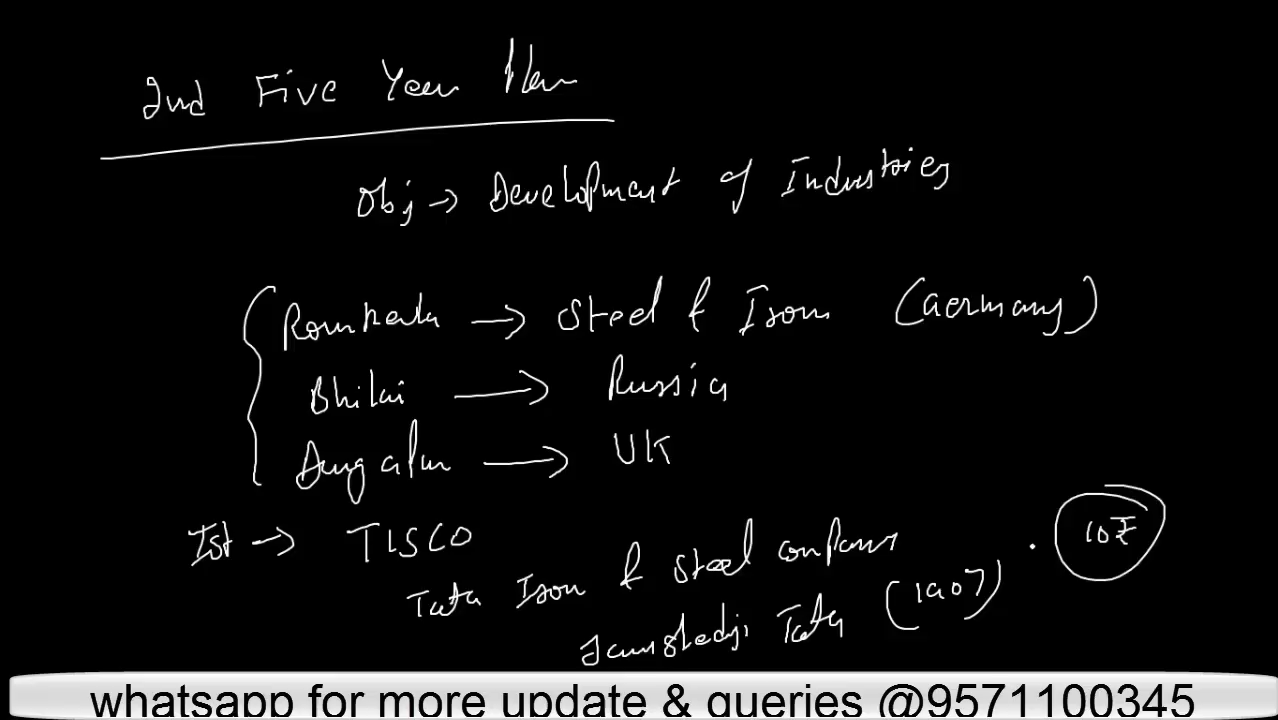 2nd Five Year Plan
Obj → Development of Industries
Rourkela → Steel & Iron (Germany)
Bhilai → Russia
Durgapur → UK
Ist → TISCO
Tata Iron & Steel company
Jamshedji Tata (1907) . 10₹
whatsapp for more update & queries @9571100345